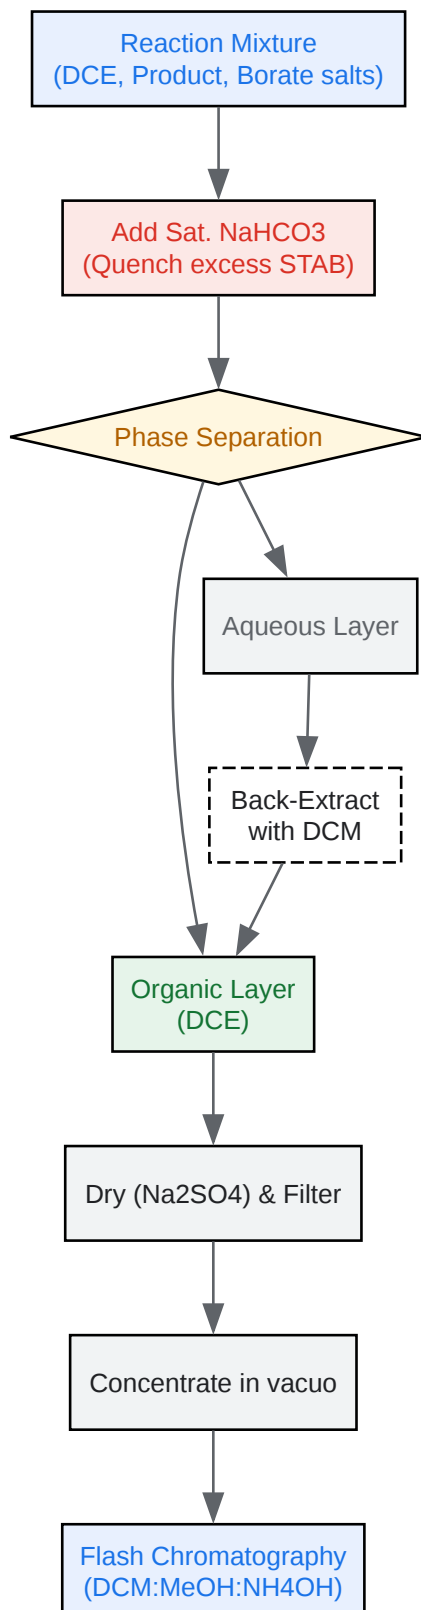 Reaction Mixture
(DCE, Product, Borate salts)
Add Sat. NaHCO3
(Quench excess STAB)
Phase Separation
Aqueous Layer
Back-Extract
with DCM
Organic Layer
(DCE)
Dry (Na2SO4) & Filter
Concentrate in vacuo
Flash Chromatography
(DCM:MeOH:NH4OH)